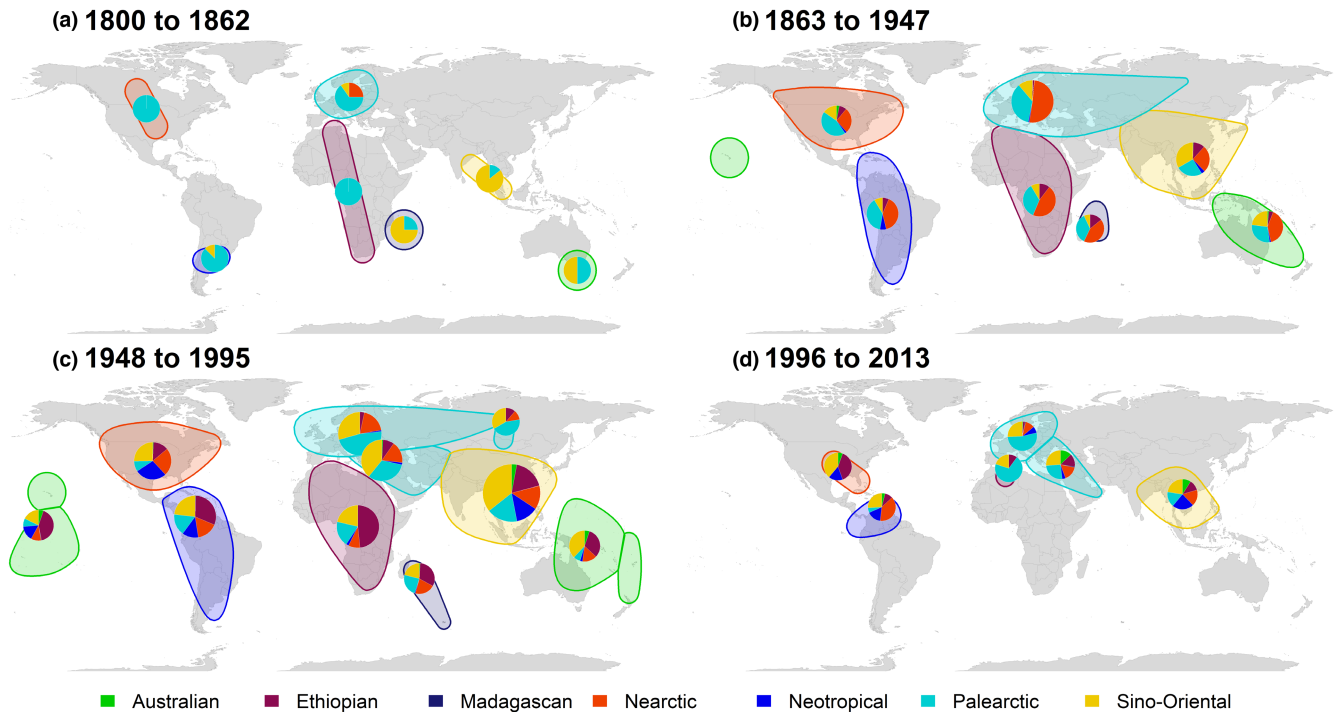 (a) 1800 to 1862
(b) 1863 to 1947
(c) 1948 to 1995
(d) 1996 to 2013
Australian Ethiopian Madagascan Nearctic Neotropical Palearctic Sino-Oriental